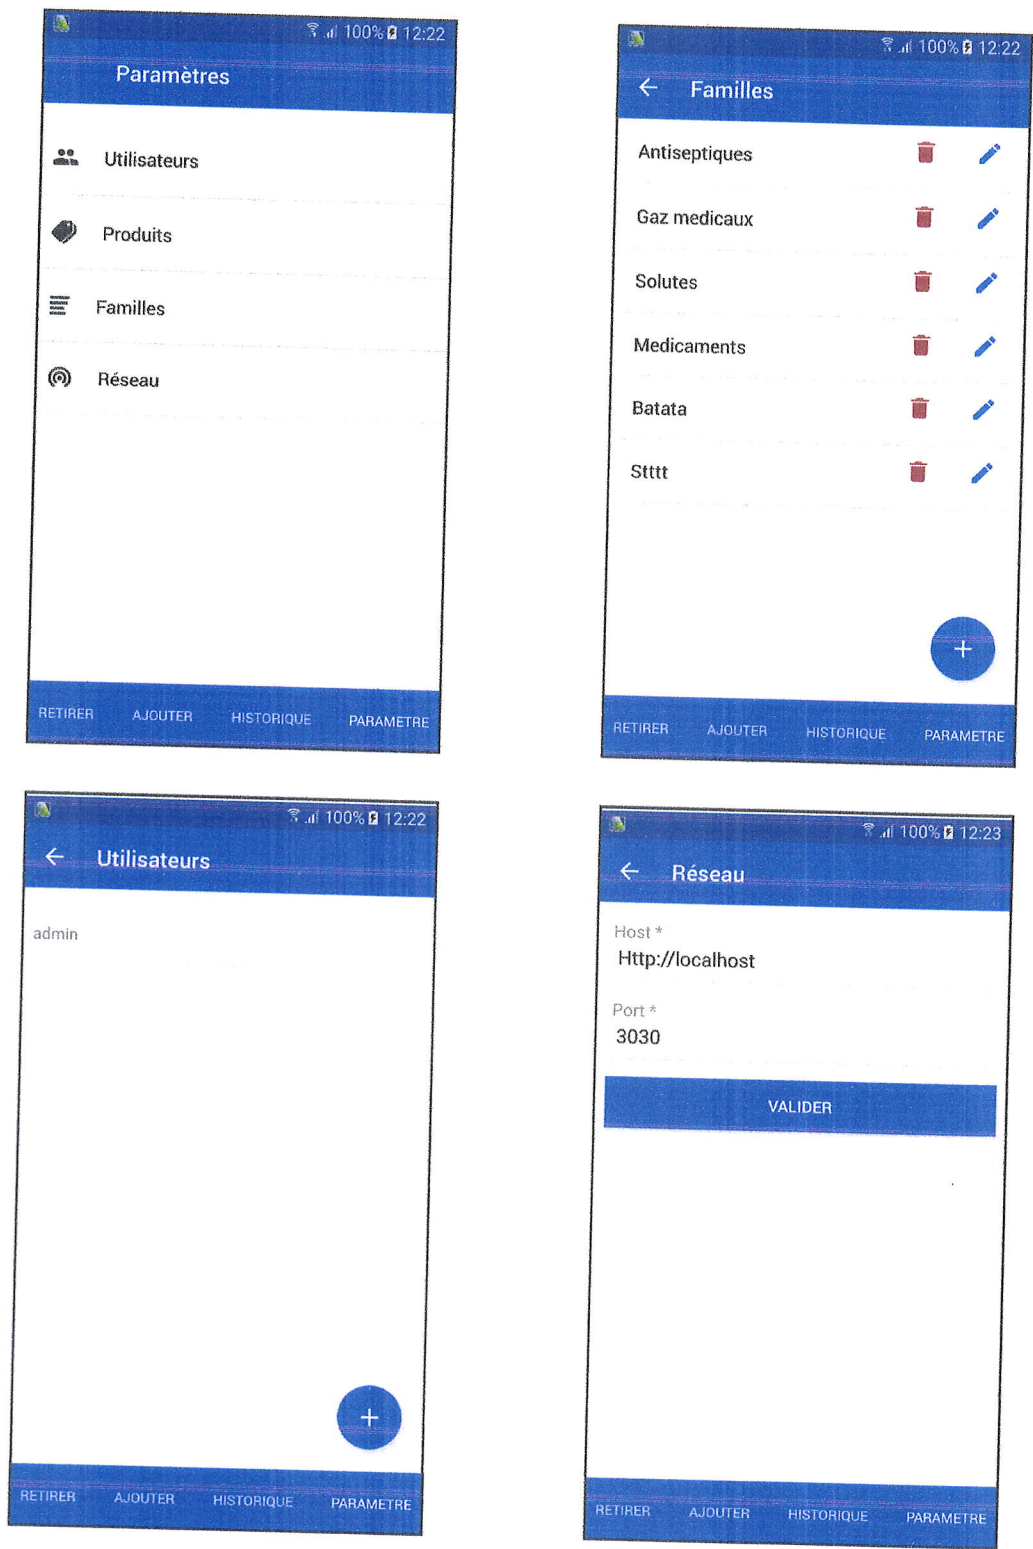 100% 12:22
Paramètres
Utilisateurs
Produits
Familles
Réseau
RETIRER AJOUTER HISTORIQUE PARAMETRE
100% 12:22
Familles
Antiseptiques
Gaz medicaux
Solutes
Medicaments
Batata
Stttt
+
RETIRER AJOUTER HISTORIQUE PARAMETRE
100% 12:22
Utilisateurs
admin
+
RETIRER AJOUTER HISTORIQUE PARAMETRE
100% 12:23
Réseau
Host *
Http://localhost
Port *
3030
VALIDER
RETIRER AJOUTER HISTORIQUE PARAMETRE